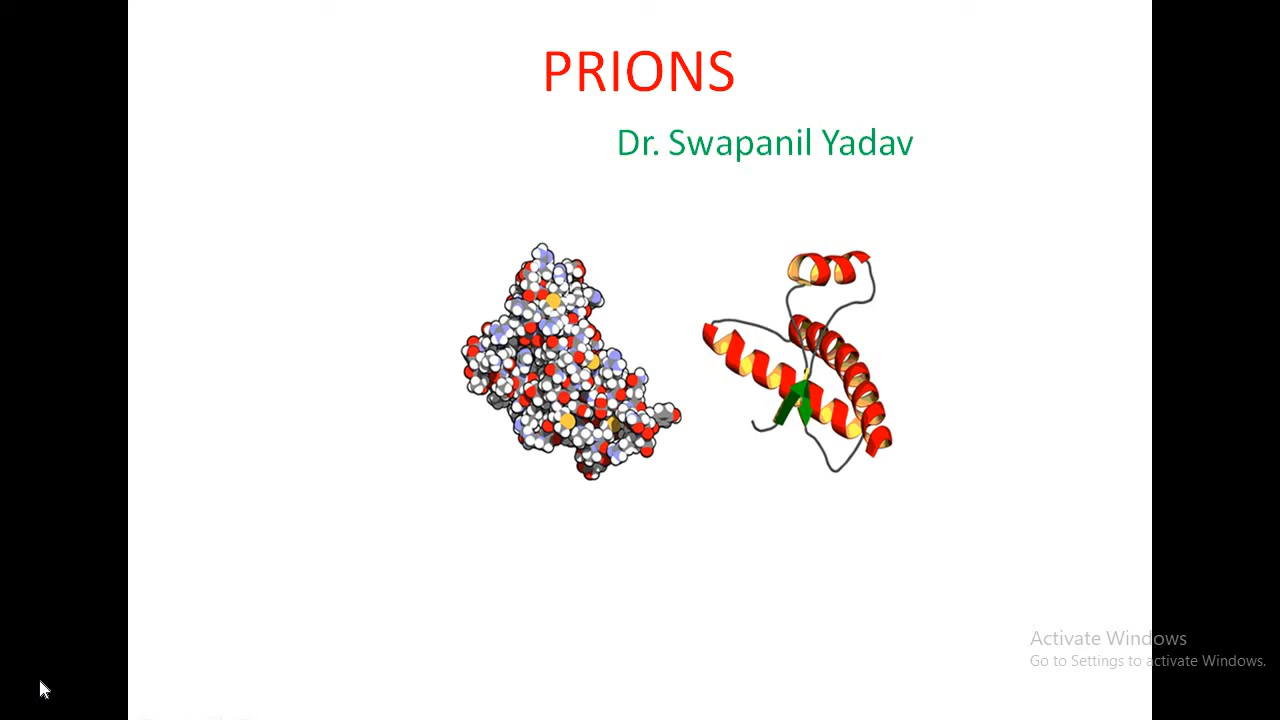 PRIONS
Dr. Swapanil Yadav
Activate Windows
Go to Settings to activate Windows.